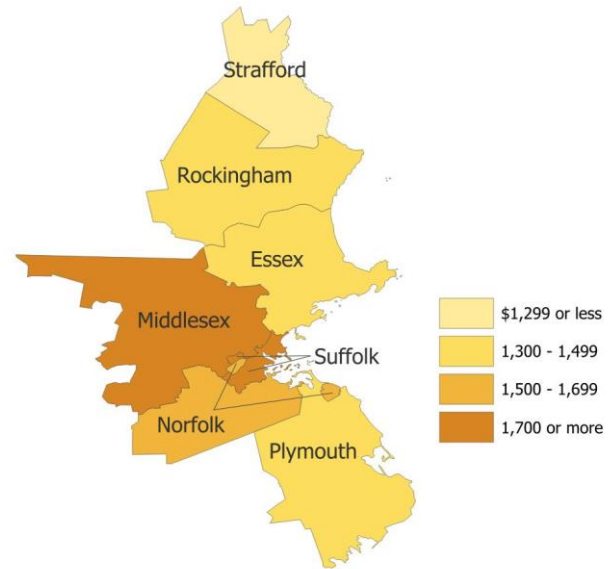 Strafford
Rockingham
Essex
Middlesex
Suffolk
Norfolk
Plymouth
$1,299 or less
1,300 - 1,499
1,500 - 1,699
1,700 or more